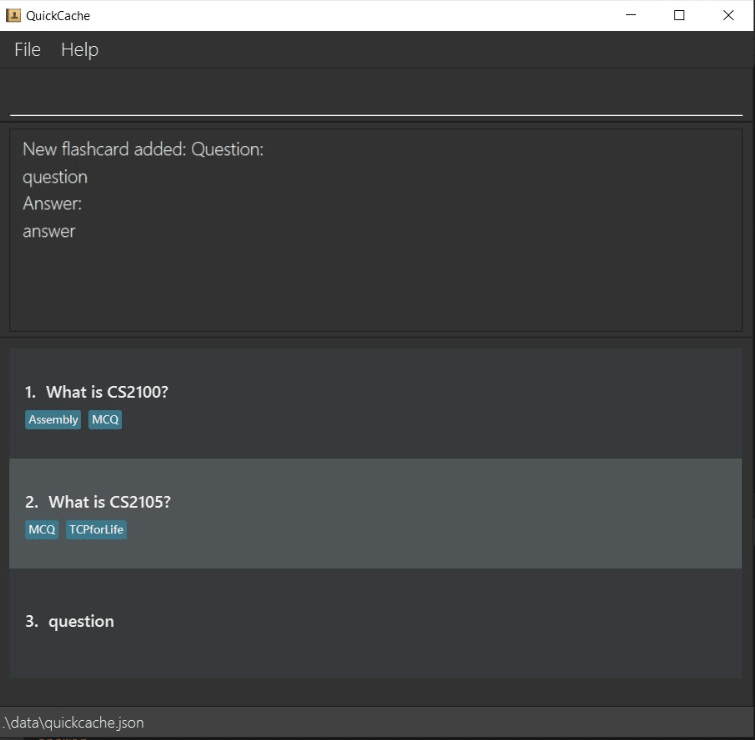 QuickCache
File Help
New flashcard added: Question:
question
Answer:
answer
1. What is CS2100?
Assembly MCQ
2. What is CS2105?
MCQ TCPforLife
3. question
.\data\quickcache.json